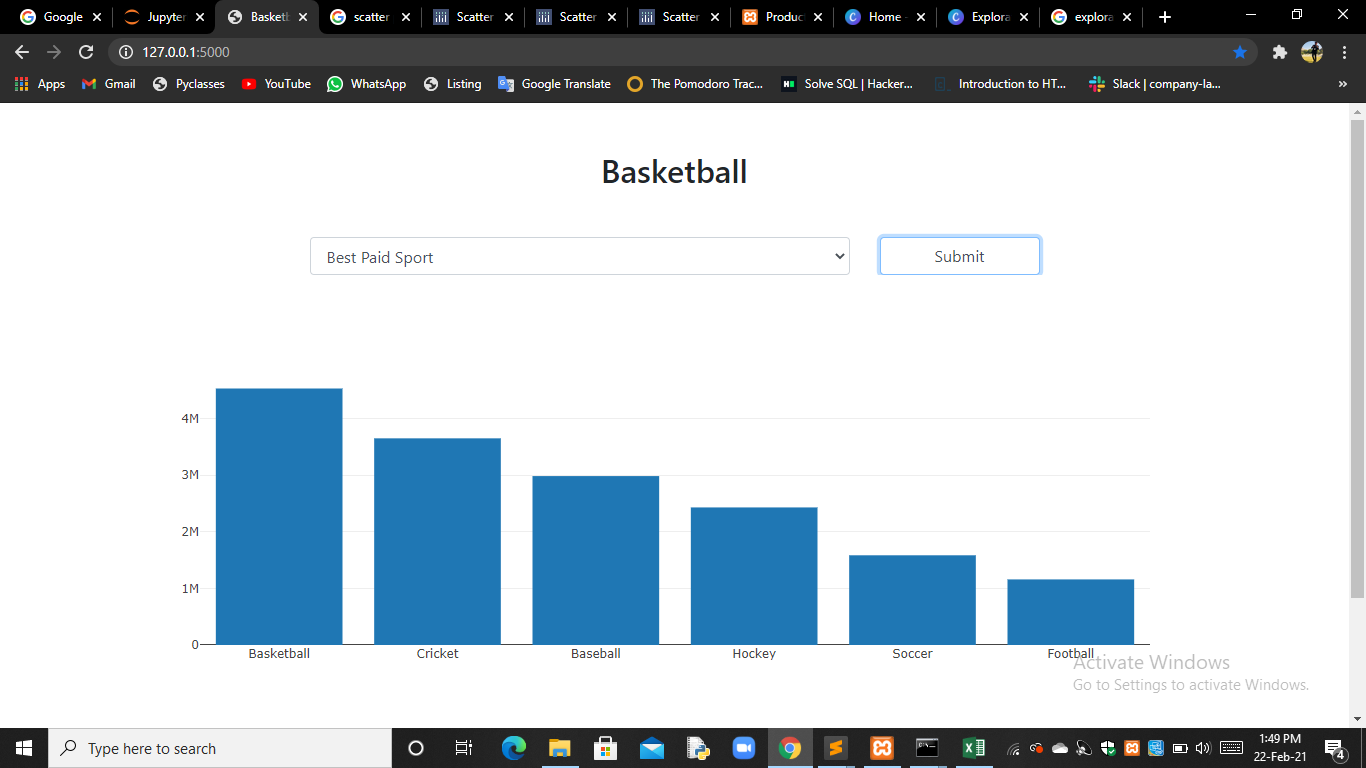 Google
Jupyter
Basketb
scatter
Scatter
Scatter
Scatter
Produc
Home -
Explora
explora
127.0.0.1:5000
Apps
Gmail
Pyclasses
YouTube
WhatsApp
Listing
Google Translate
The Pomodoro Trac...
Solve SQL | Hacker...
Introduction to HT...
Slack | company-la...
Basketball
Best Paid Sport
Submit
4M
3M
2M
1M
0
Basketball
Cricket
Baseball
Hockey
Soccer
Football
Activate Windows
Go to Settings to activate Windows.
Type here to search
1:49 PM
22-Feb-21
4